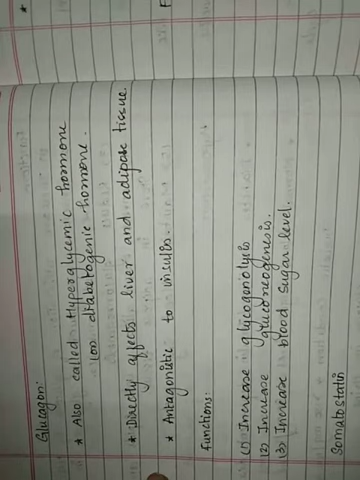 Glucagon:
* Also called Hyperglycemic hormone
(or) diabetogenic hormone.
* Directly affects liver and adipose tissue.
* Antagonistic to insulin.
Functions:
(1) Increase glycogenolysis
(2) Increase gluconeogenesis.
(3) Increase blood sugar level.
Somatostatin